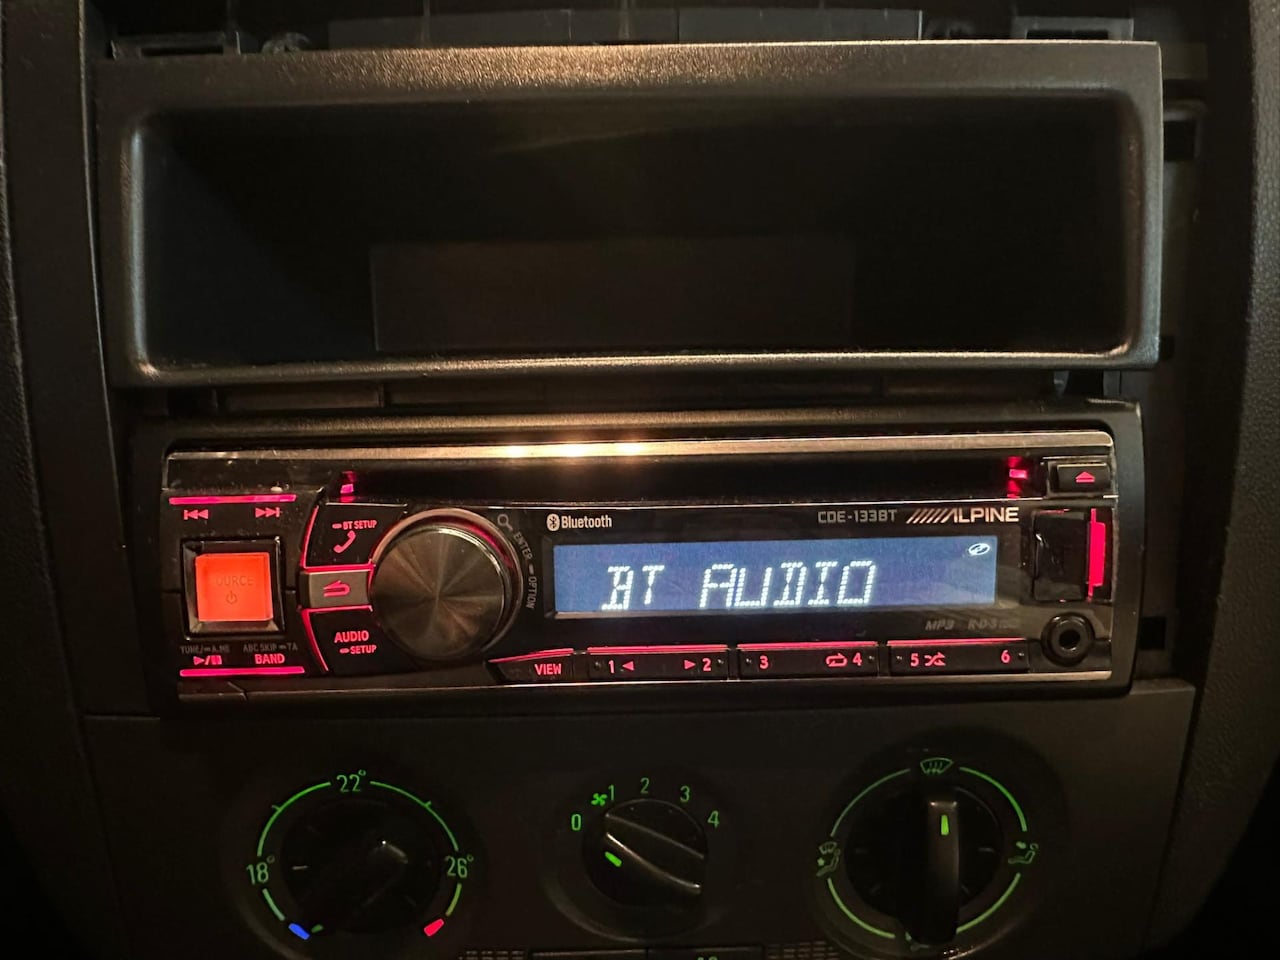 BT SETUP
Bluetooth
CDE-133BT ALPINE
ENTER
OPTION
BT AUDIO
AUDIO
SETUP
MP3 R·D·S
TUNE/A.ME ABC SKIP TA
BAND
VIEW 1 2 3 4 5 6
22°
18° 26°
0 1 2 3 4